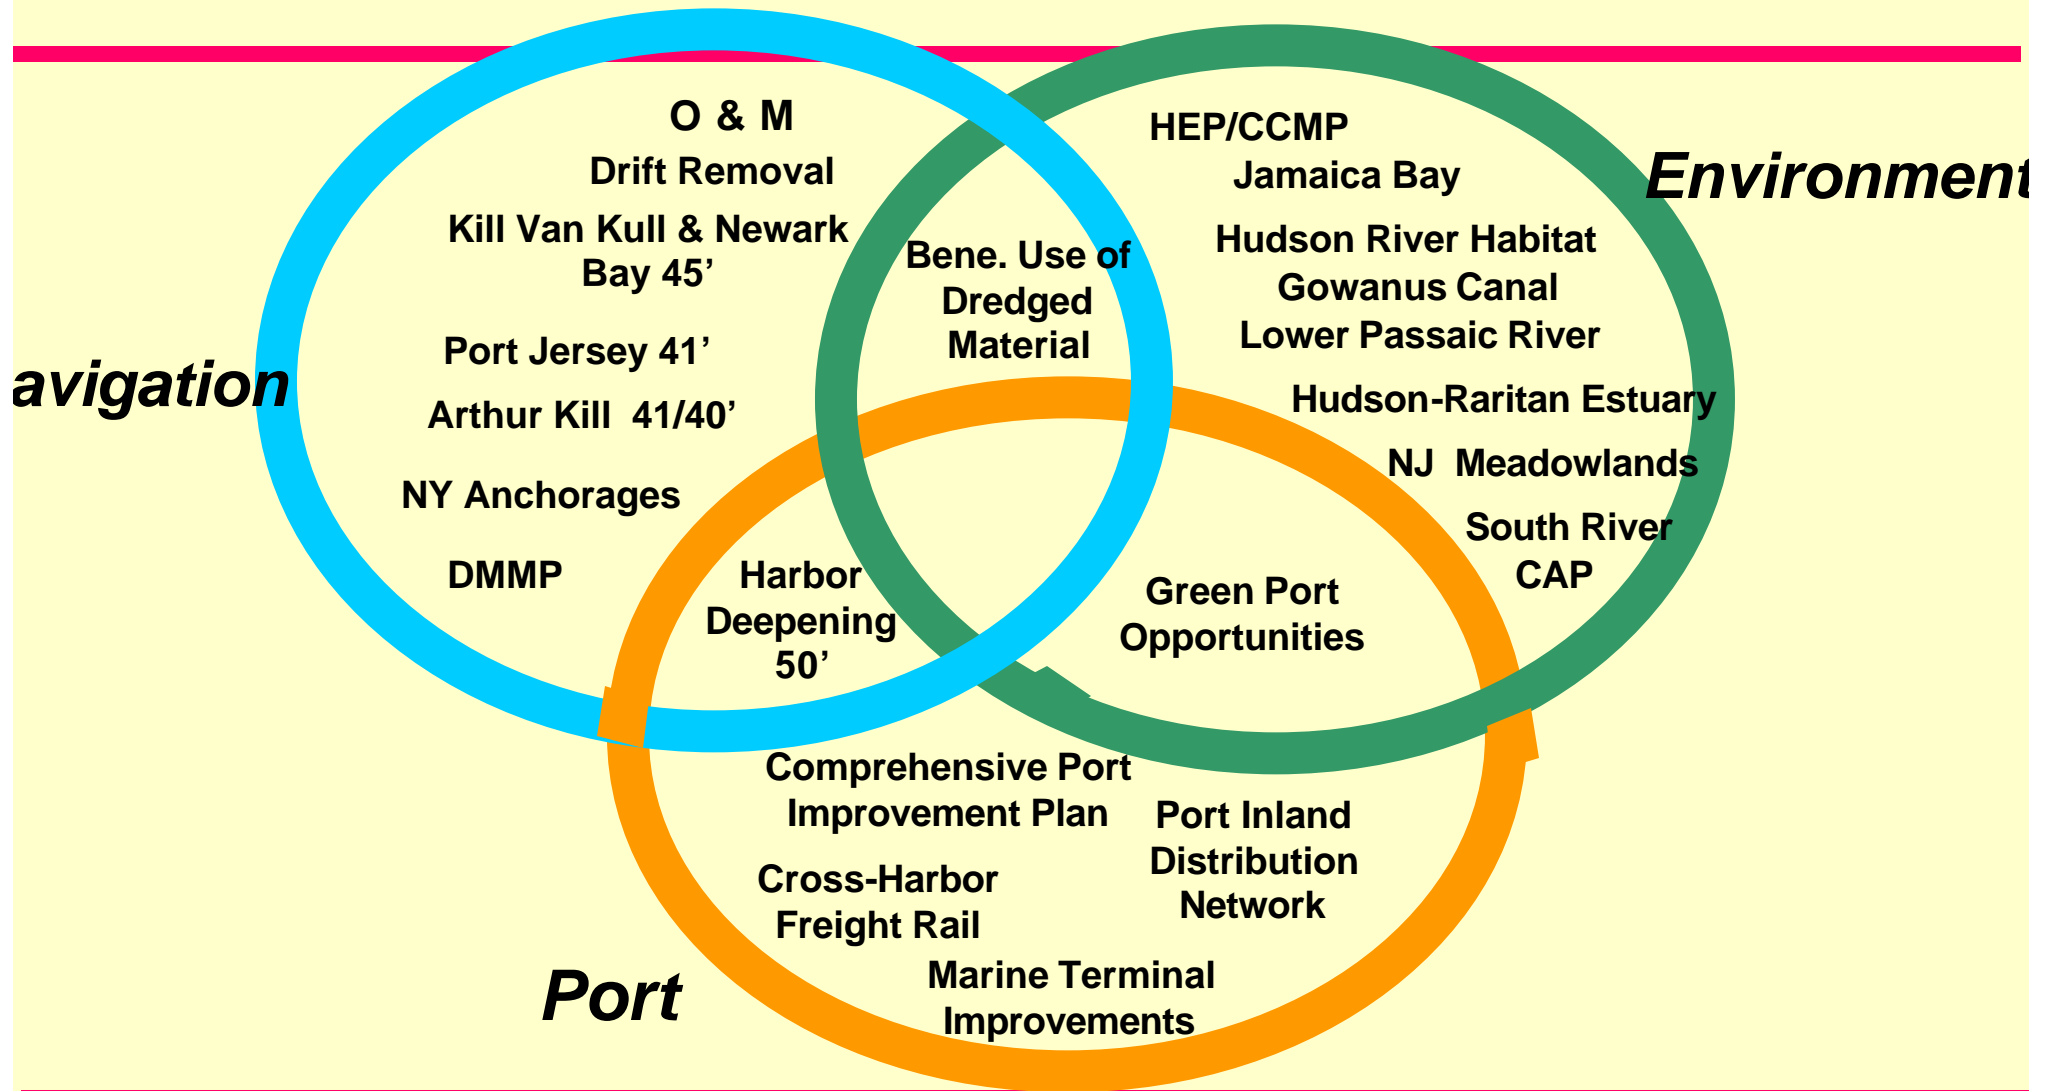 O & M
Drift Removal
Kill Van Kull & Newark
Bay 45’
Port Jersey 41’
Arthur Kill  41/40’
NY Anchorages
DMMP
avigation
HEP/CCMP
Jamaica Bay
Hudson River Habitat
Gowanus Canal
Lower Passaic River
Hudson-Raritan Estuary
NJ  Meadowlands
South River
CAP
Environment
Bene. Use of
Dredged
Material
Harbor
Deepening
50’
Green Port
Opportunities
Comprehensive Port
Improvement Plan
Port Inland
Distribution
Network
Cross-Harbor
Freight Rail
Marine Terminal
Improvements
Port